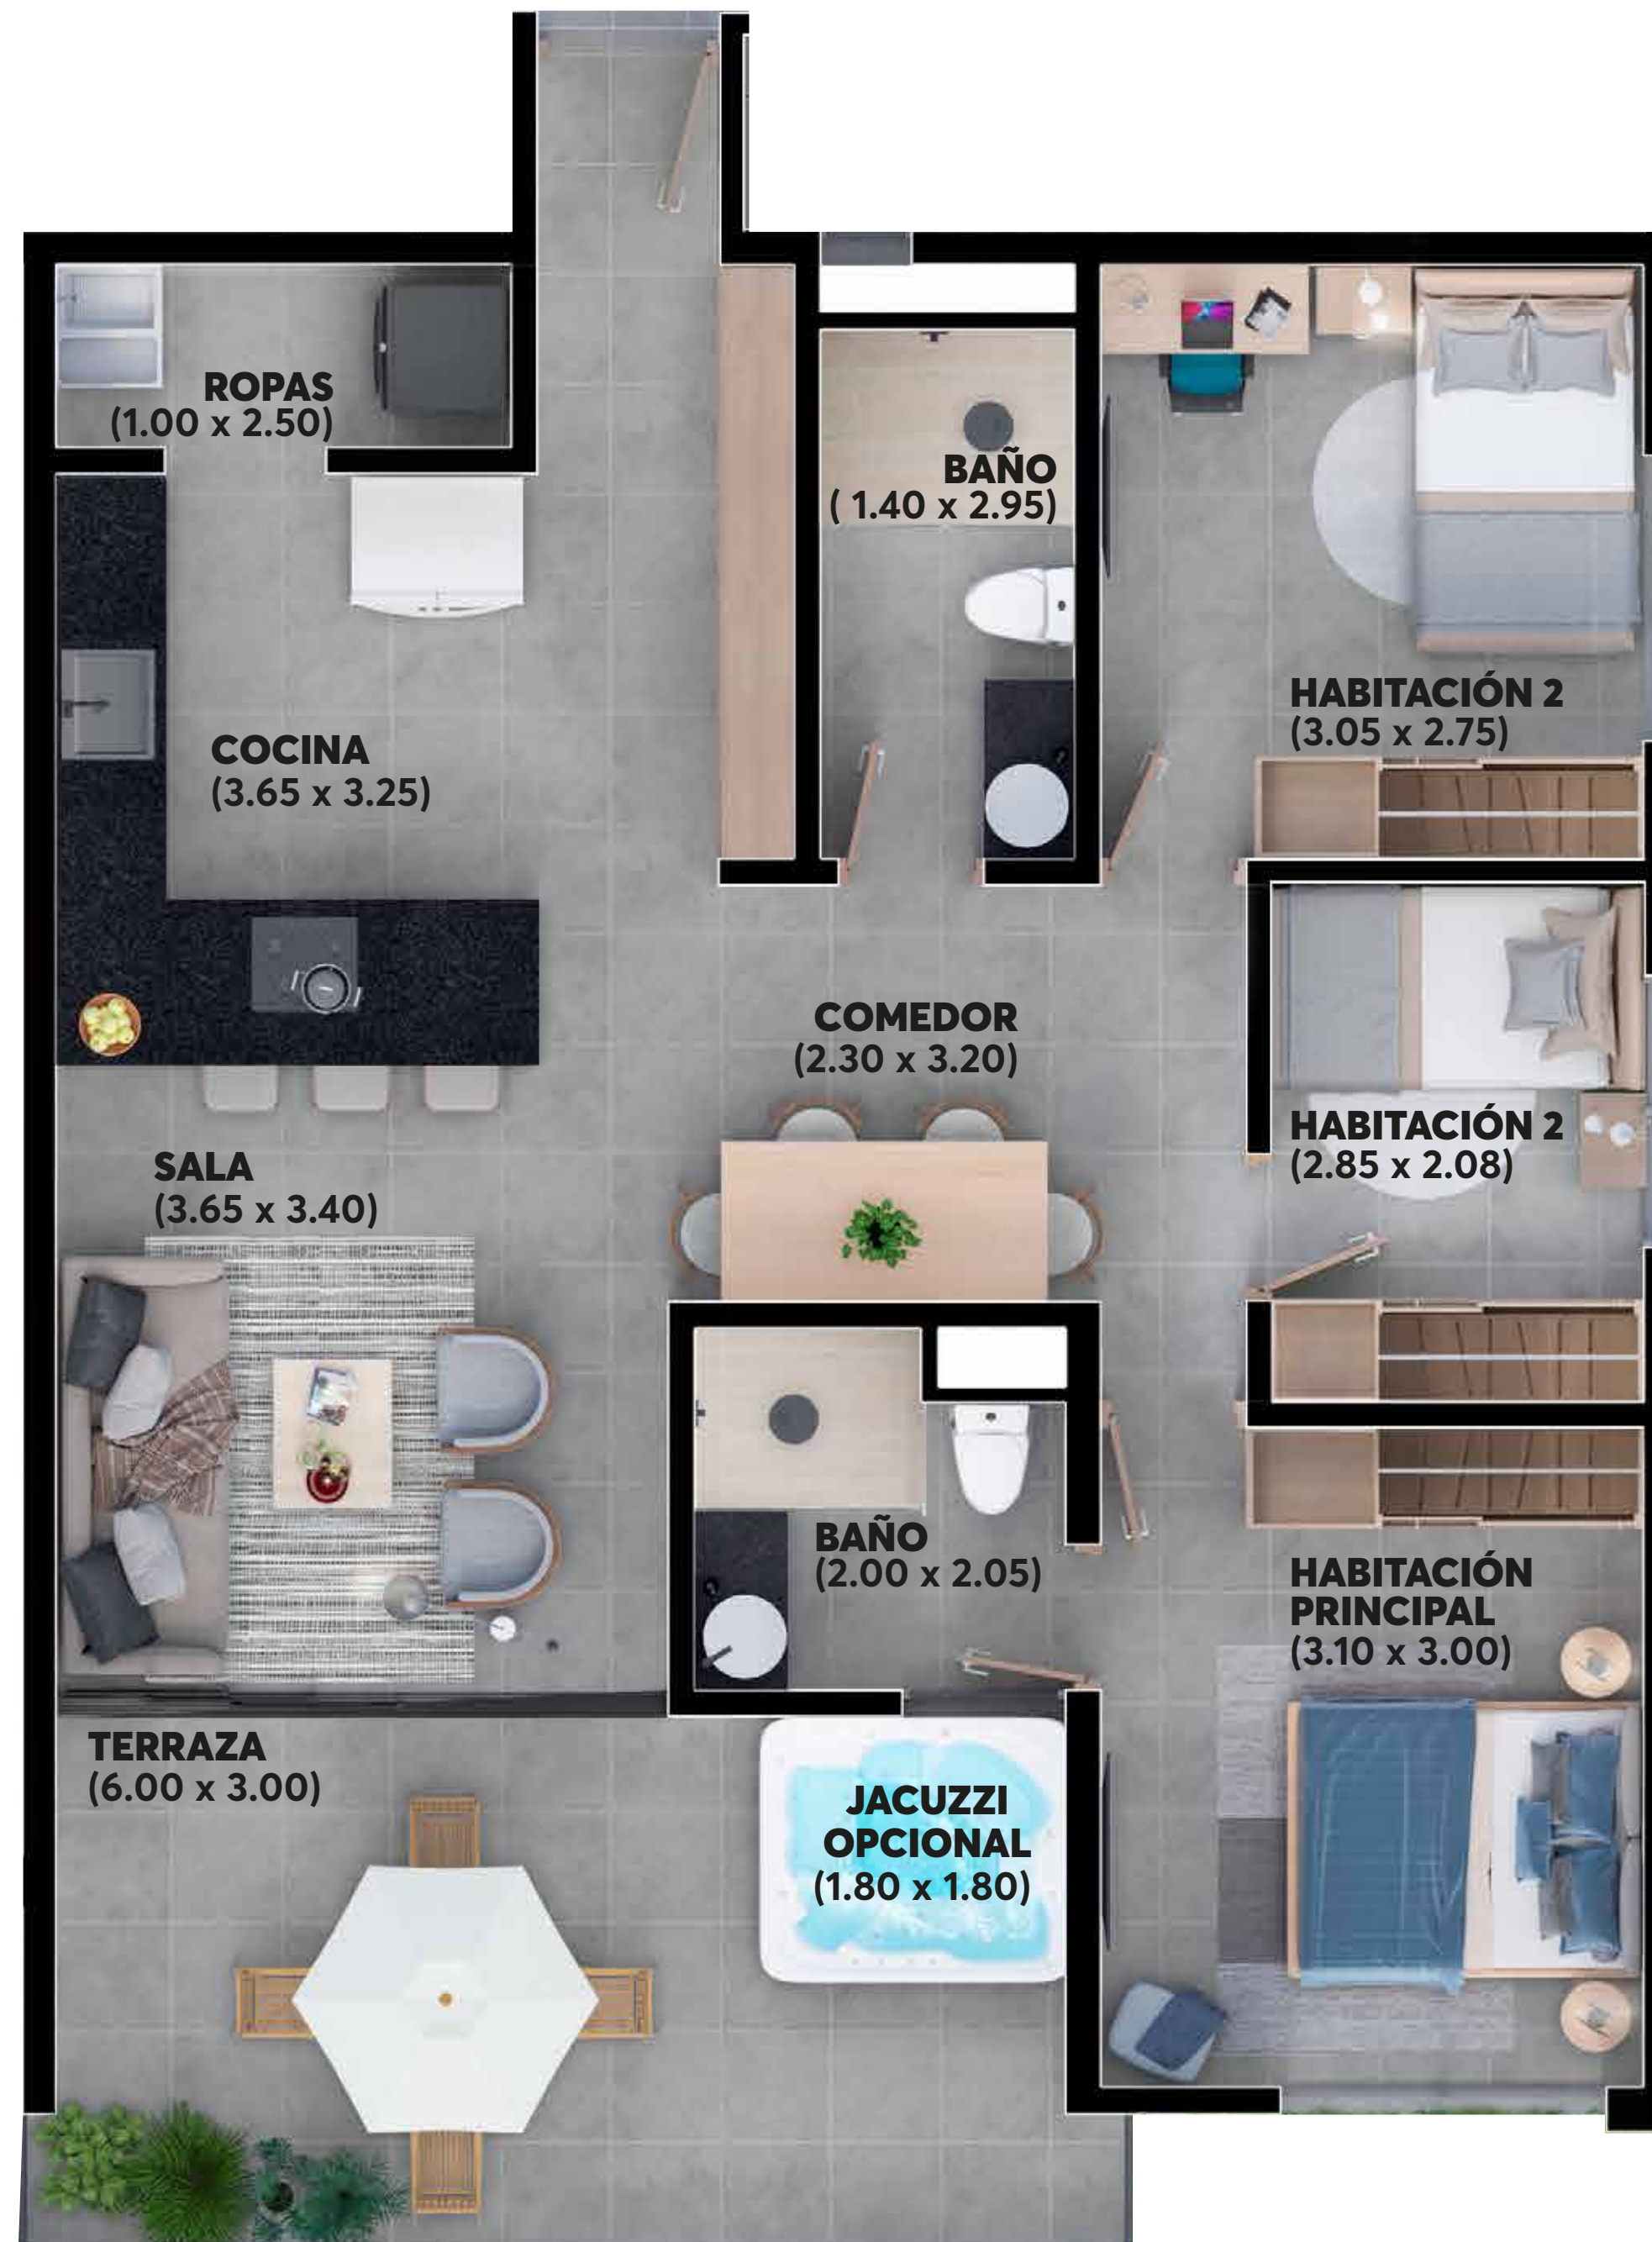 ROPAS
(1.00 x 2.50)
BAÑO
( 1.40 x 2.95)
HABITACIÓN 2
(3.05 x 2.75)
COCINA
(3.65 x 3.25)
COMEDOR
(2.30 x 3.20)
HABITACIÓN 2
(2.85 x 2.08)
SALA
(3.65 x 3.40)
BAÑO
(2.00 x 2.05)
HABITACIÓN
PRINCIPAL
(3.10 x 3.00)
TERRAZA
(6.00 x 3.00)
JACUZZI
OPCIONAL
(1.80 x 1.80)